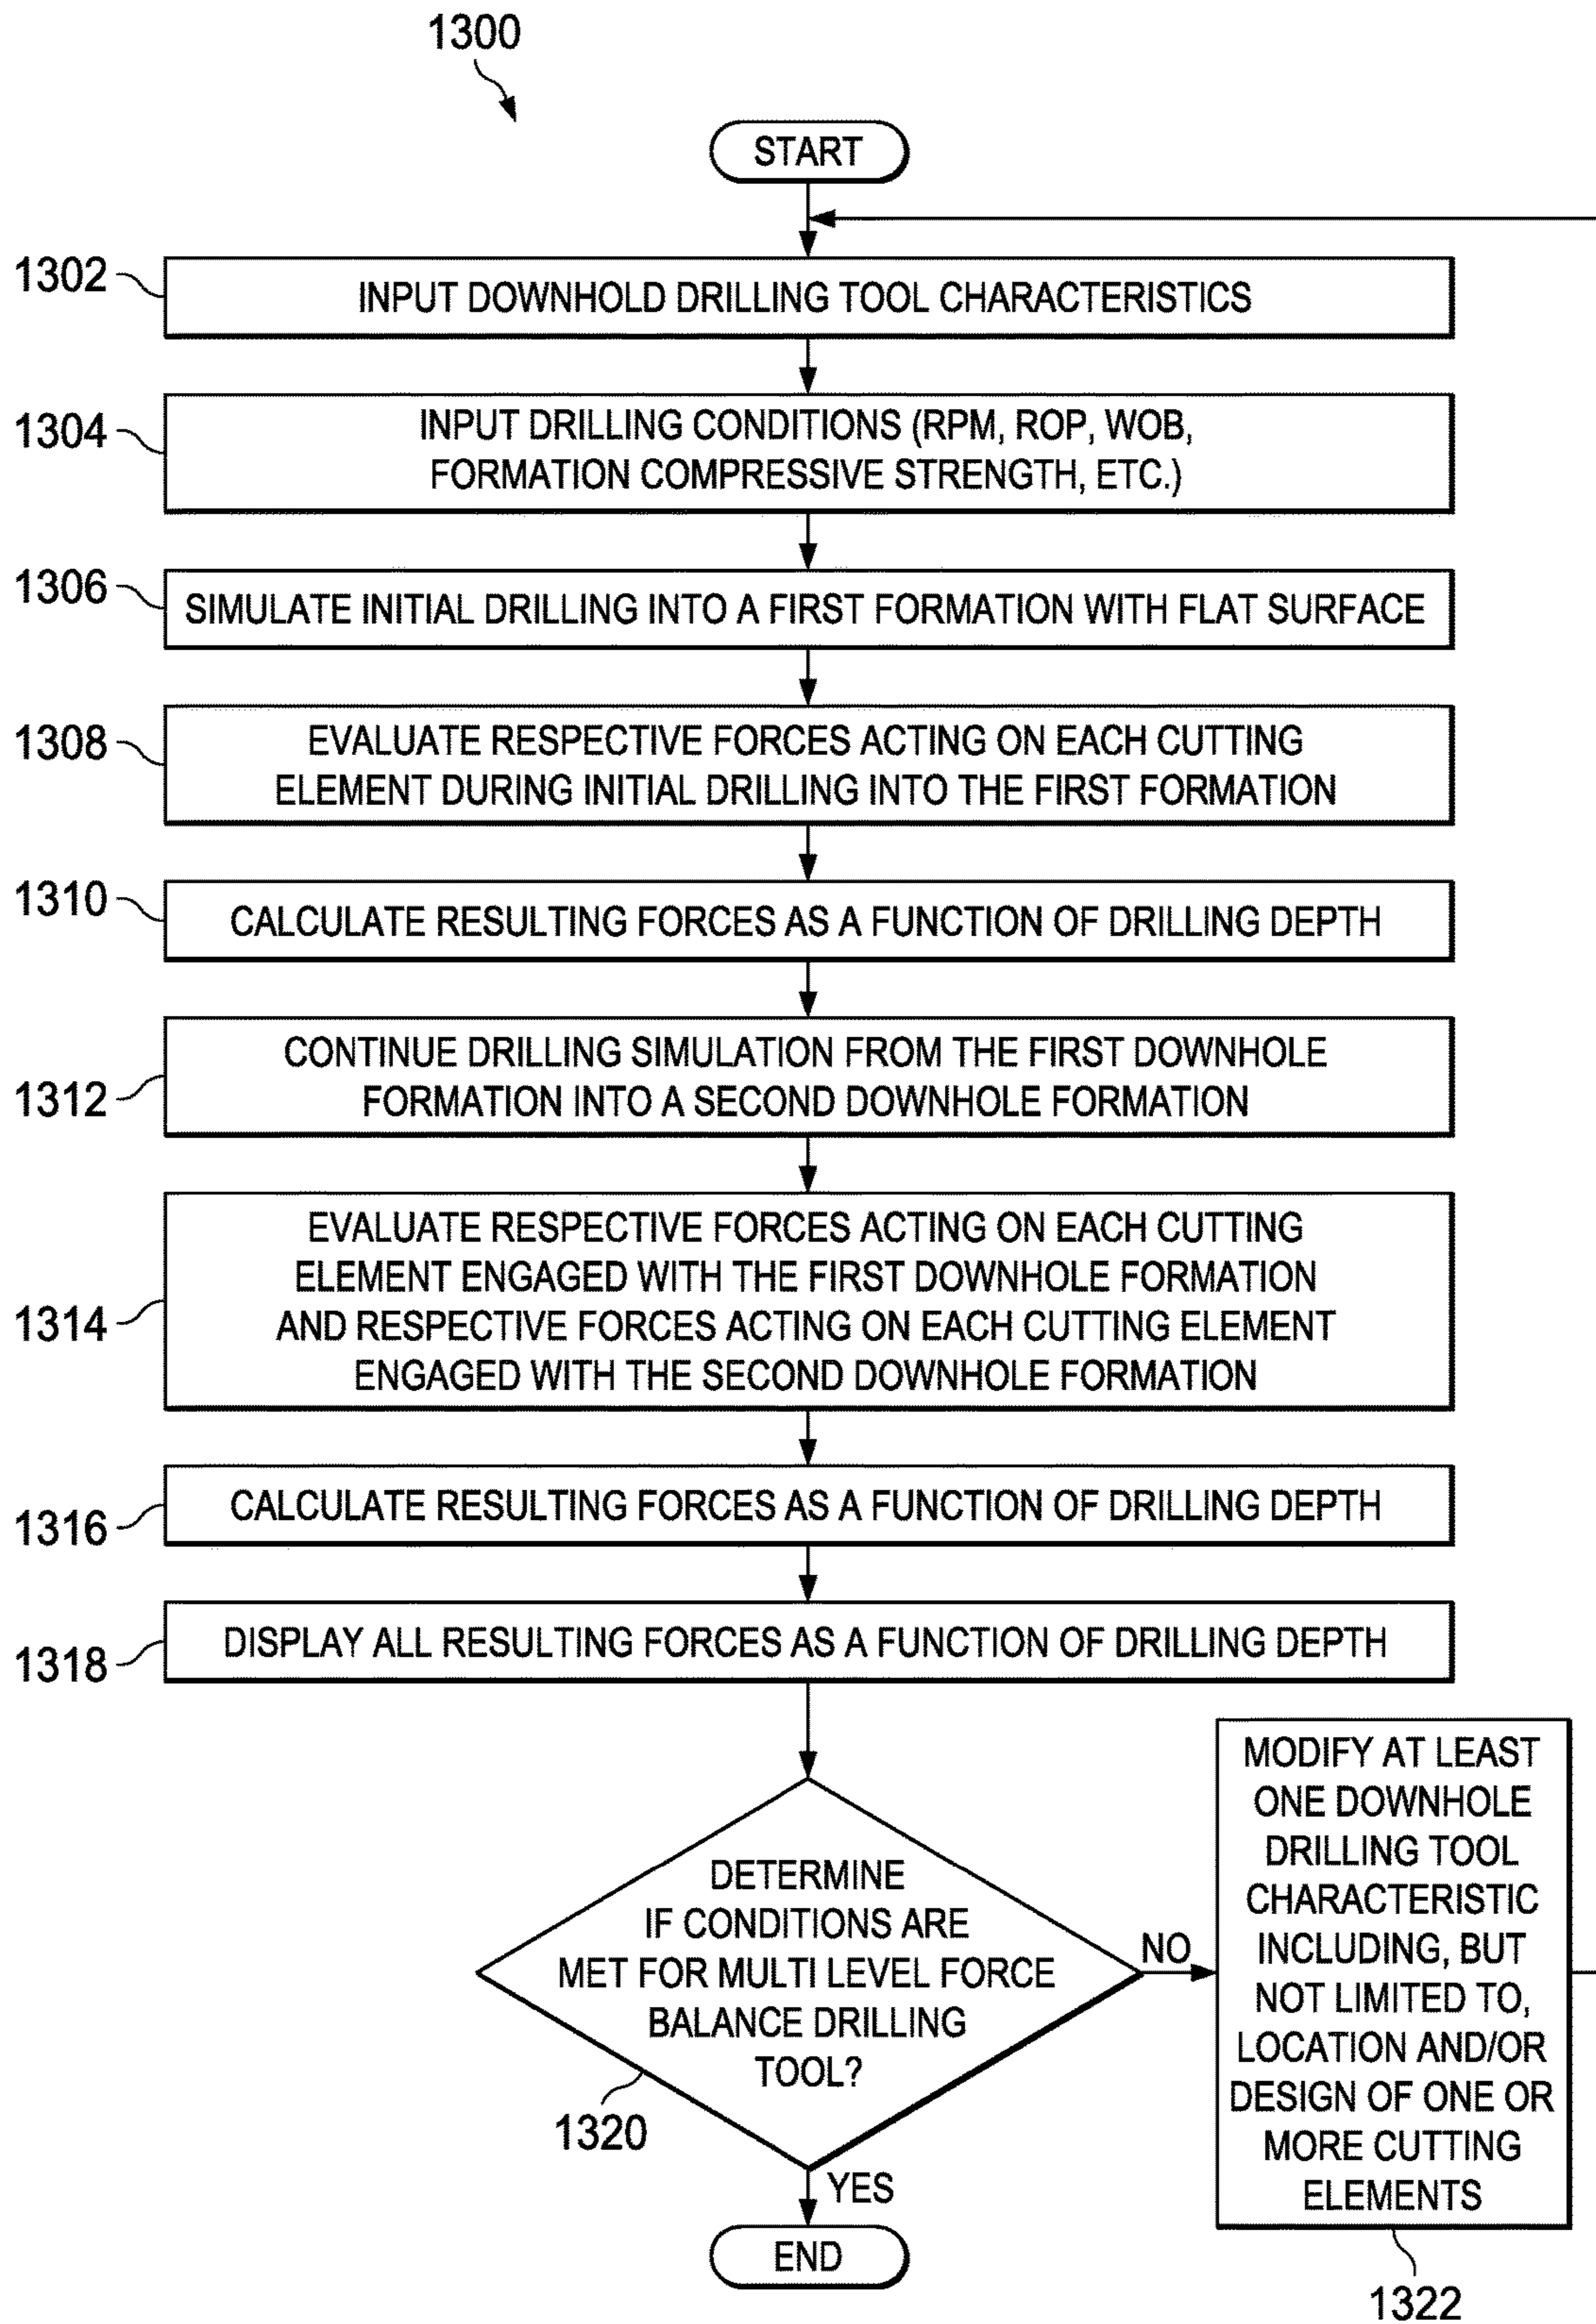 1300
START
1302
INPUT DOWNHOLD DRILLING TOOL CHARACTERISTICS
1304
INPUT DRILLING CONDITIONS (RPM, ROP, WOB,
FORMATION COMPRESSIVE STRENGTH, ETC.)
1306
SIMULATE INITIAL DRILLING INTO A FIRST FORMATION WITH FLAT SURFACE
1308
EVALUATE RESPECTIVE FORCES ACTING ON EACH CUTTING
ELEMENT DURING INITIAL DRILLING INTO THE FIRST FORMATION
1310
CALCULATE RESULTING FORCES AS A FUNCTION OF DRILLING DEPTH
1312
CONTINUE DRILLING SIMULATION FROM THE FIRST DOWNHOLE
FORMATION INTO A SECOND DOWNHOLE FORMATION
1314
EVALUATE RESPECTIVE FORCES ACTING ON EACH CUTTING
ELEMENT ENGAGED WITH THE FIRST DOWNHOLE FORMATION
AND RESPECTIVE FORCES ACTING ON EACH CUTTING ELEMENT
ENGAGED WITH THE SECOND DOWNHOLE FORMATION
1316
CALCULATE RESULTING FORCES AS A FUNCTION OF DRILLING DEPTH
1318
DISPLAY ALL RESULTING FORCES AS A FUNCTION OF DRILLING DEPTH
DETERMINE
IF CONDITIONS ARE
MET FOR MULTI LEVEL FORCE
BALANCE DRILLING
TOOL?
1320
NO
MODIFY AT LEAST
ONE DOWNHOLE
DRILLING TOOL
CHARACTERISTIC
INCLUDING, BUT
NOT LIMITED TO,
LOCATION AND/OR
DESIGN OF ONE OR
MORE CUTTING
ELEMENTS
1322
YES
END